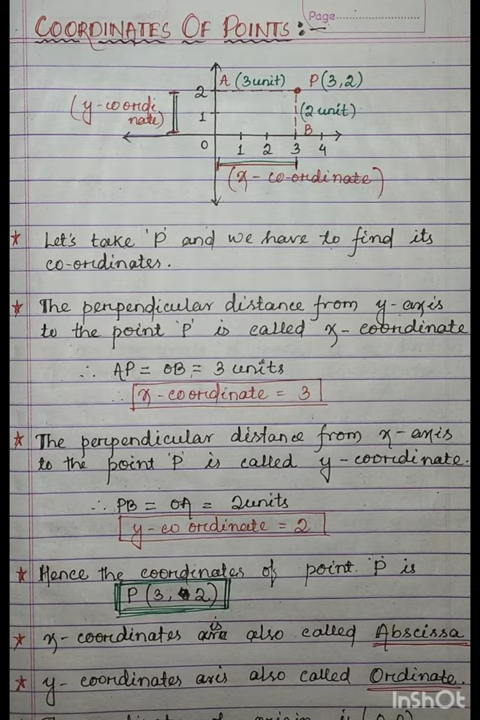 Page..............
COORDINATES OF POINTS:-
A (3unit) P(3,2)
2
(y-coordi
nate)
(2 unit)
1
B
0 1 2 3 4
(x-co-ordinate)
* Let's take 'P' and we have to find its
co-ordinates.
* The perpendicular distance from y-axis
to the point 'P' is called x-coordinate
∴ AP = OB = 3 units
∴ x-coordinate = 3
* The perpendicular distance from x-axis
to the point 'P' is called y-coordinate.
∴ PB = OA = 2units
y-co ordinate = 2
* Hence the coordinates of point 'P' is
P(3, 2)
* x-coordinates is also called Abscissa
* y-coordinates is also called Ordinate.
InShOt